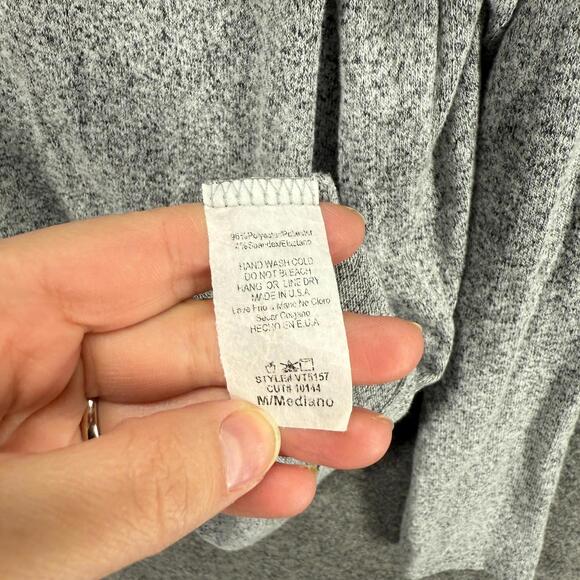 96%Polyester/Poliester
4%Spandex/Elastano
HAND WASH COLD
DO NOT BLEACH
HANG OR LINE DRY
MADE IN U.S.A
Lave Frio a Mano No Cloro
Secar Colgano
HECHO EN E.U.A
STYLE# VT5157
CUT# 10144
M/Mediano